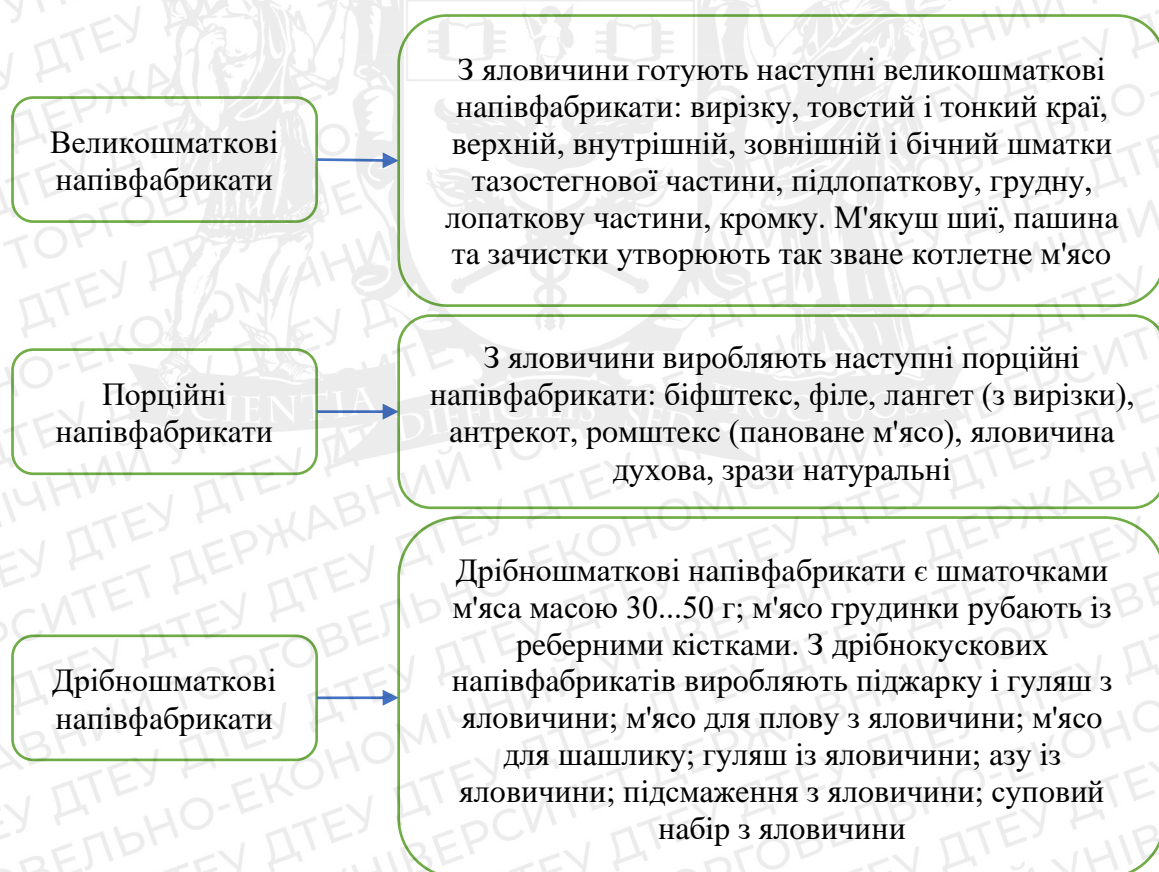 Великошматкові
напівфабрикати
З яловичини готують наступні великошматкові
напівфабрикати: вирізку, товстий і тонкий краї,
верхній, внутрішній, зовнішній і бічний шматки
тазостегнової частини, підлопаткову, грудну,
лопаткову частини, кромку. М'якуш шиї, пашина
та зачистки утворюють так зване котлетне м'ясо
Порційні
напівфабрикати
З яловичини виробляють наступні порційні
напівфабрикати: біфштекс, філе, лангет (з вирізки),
антрекот, ромштекс (пановане м'ясо), яловичина
духова, зрази натуральні
Дрібношматкові
напівфабрикати
Дрібношматкові напівфабрикати є шматочками
м'яса масою 30...50 г; м'ясо грудинки рубають із
реберними кістками. З дрібнокускових
напівфабрикатів виробляють піджарку і гуляш з
яловичини; м'ясо для плову з яловичини; м'ясо
для шашлику; гуляш із яловичини; азу із
яловичини; підсмаження з яловичини; суповий
набір з яловичини